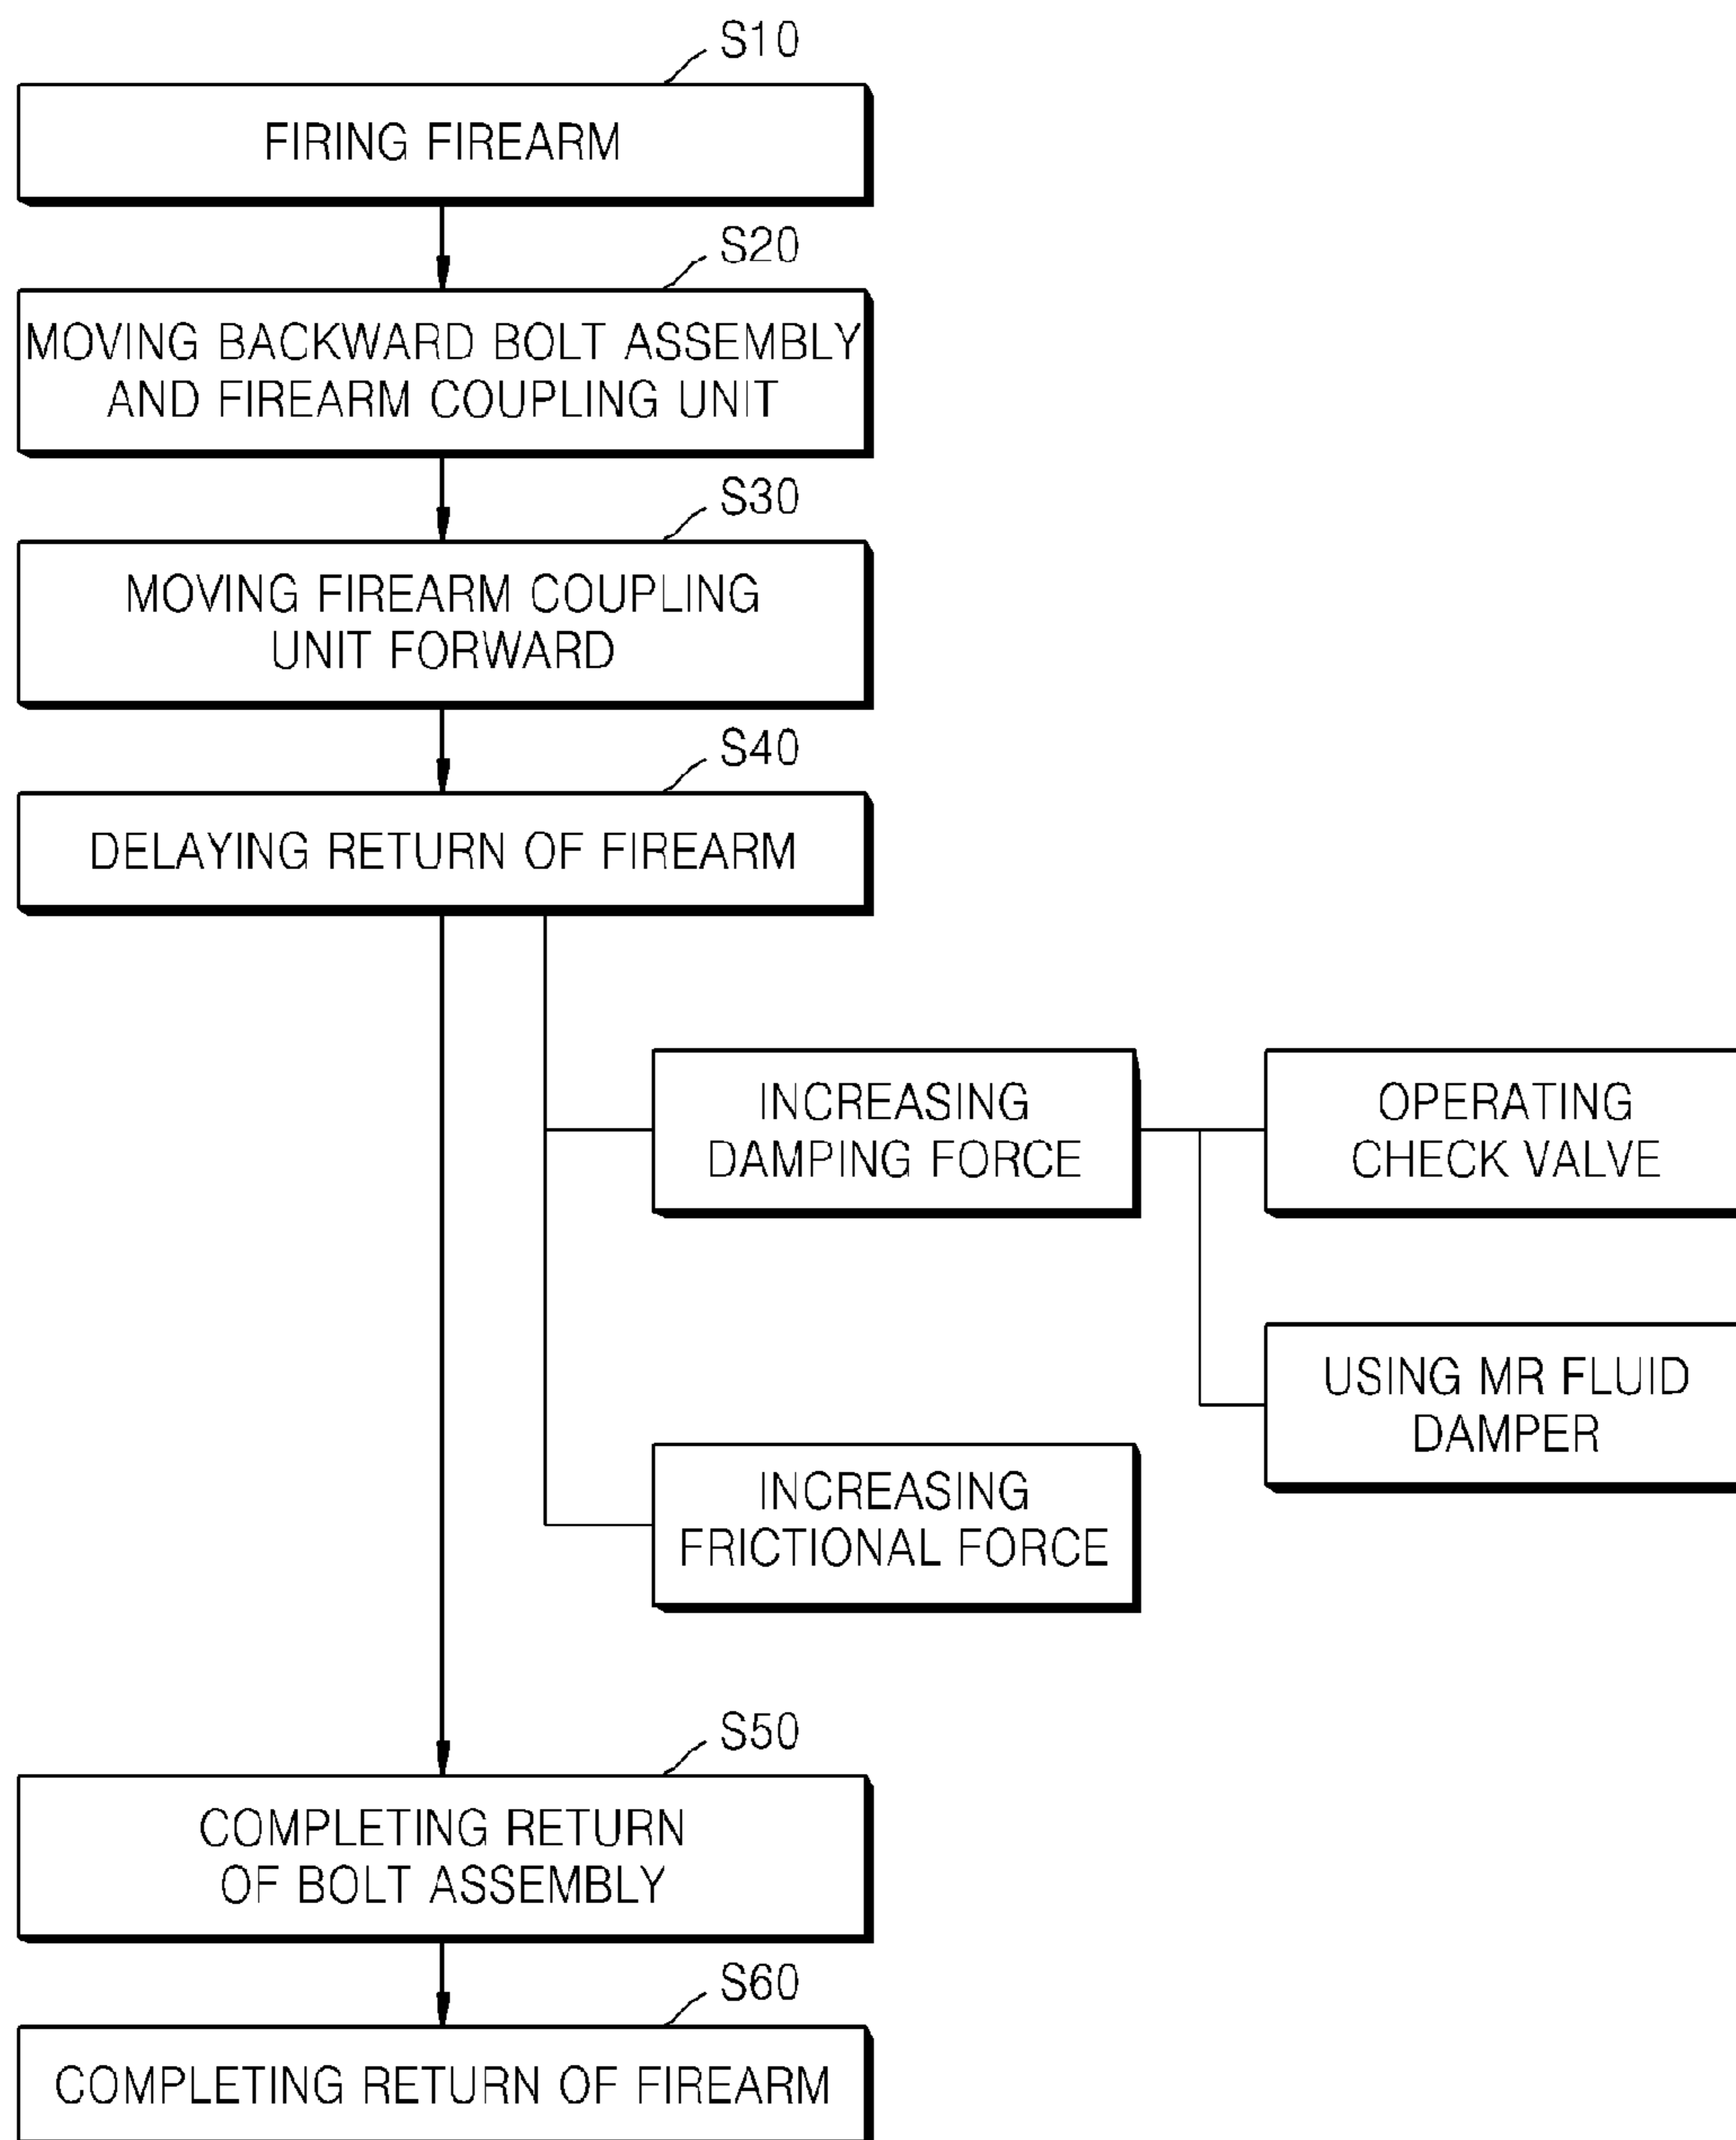 S10
FIRING FIREARM
S20
MOVING BACKWARD BOLT ASSEMBLY
AND FIREARM COUPLING UNIT
S30
MOVING FIREARM COUPLING
UNIT FORWARD
S40
DELAYING RETURN OF FIREARM
INCREASING
DAMPING FORCE
OPERATING
CHECK VALVE
USING MR FLUID
DAMPER
INCREASING
FRICTIONAL FORCE
S50
COMPLETING RETURN
OF BOLT ASSEMBLY
S60
COMPLETING RETURN OF FIREARM